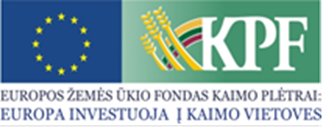 KPF
EUROPOS ŽEMĖS ŪKIO FONDAS KAIMO PLĖTRAI:
EUROPA INVESTUOJA Į KAIMO VIETOVES